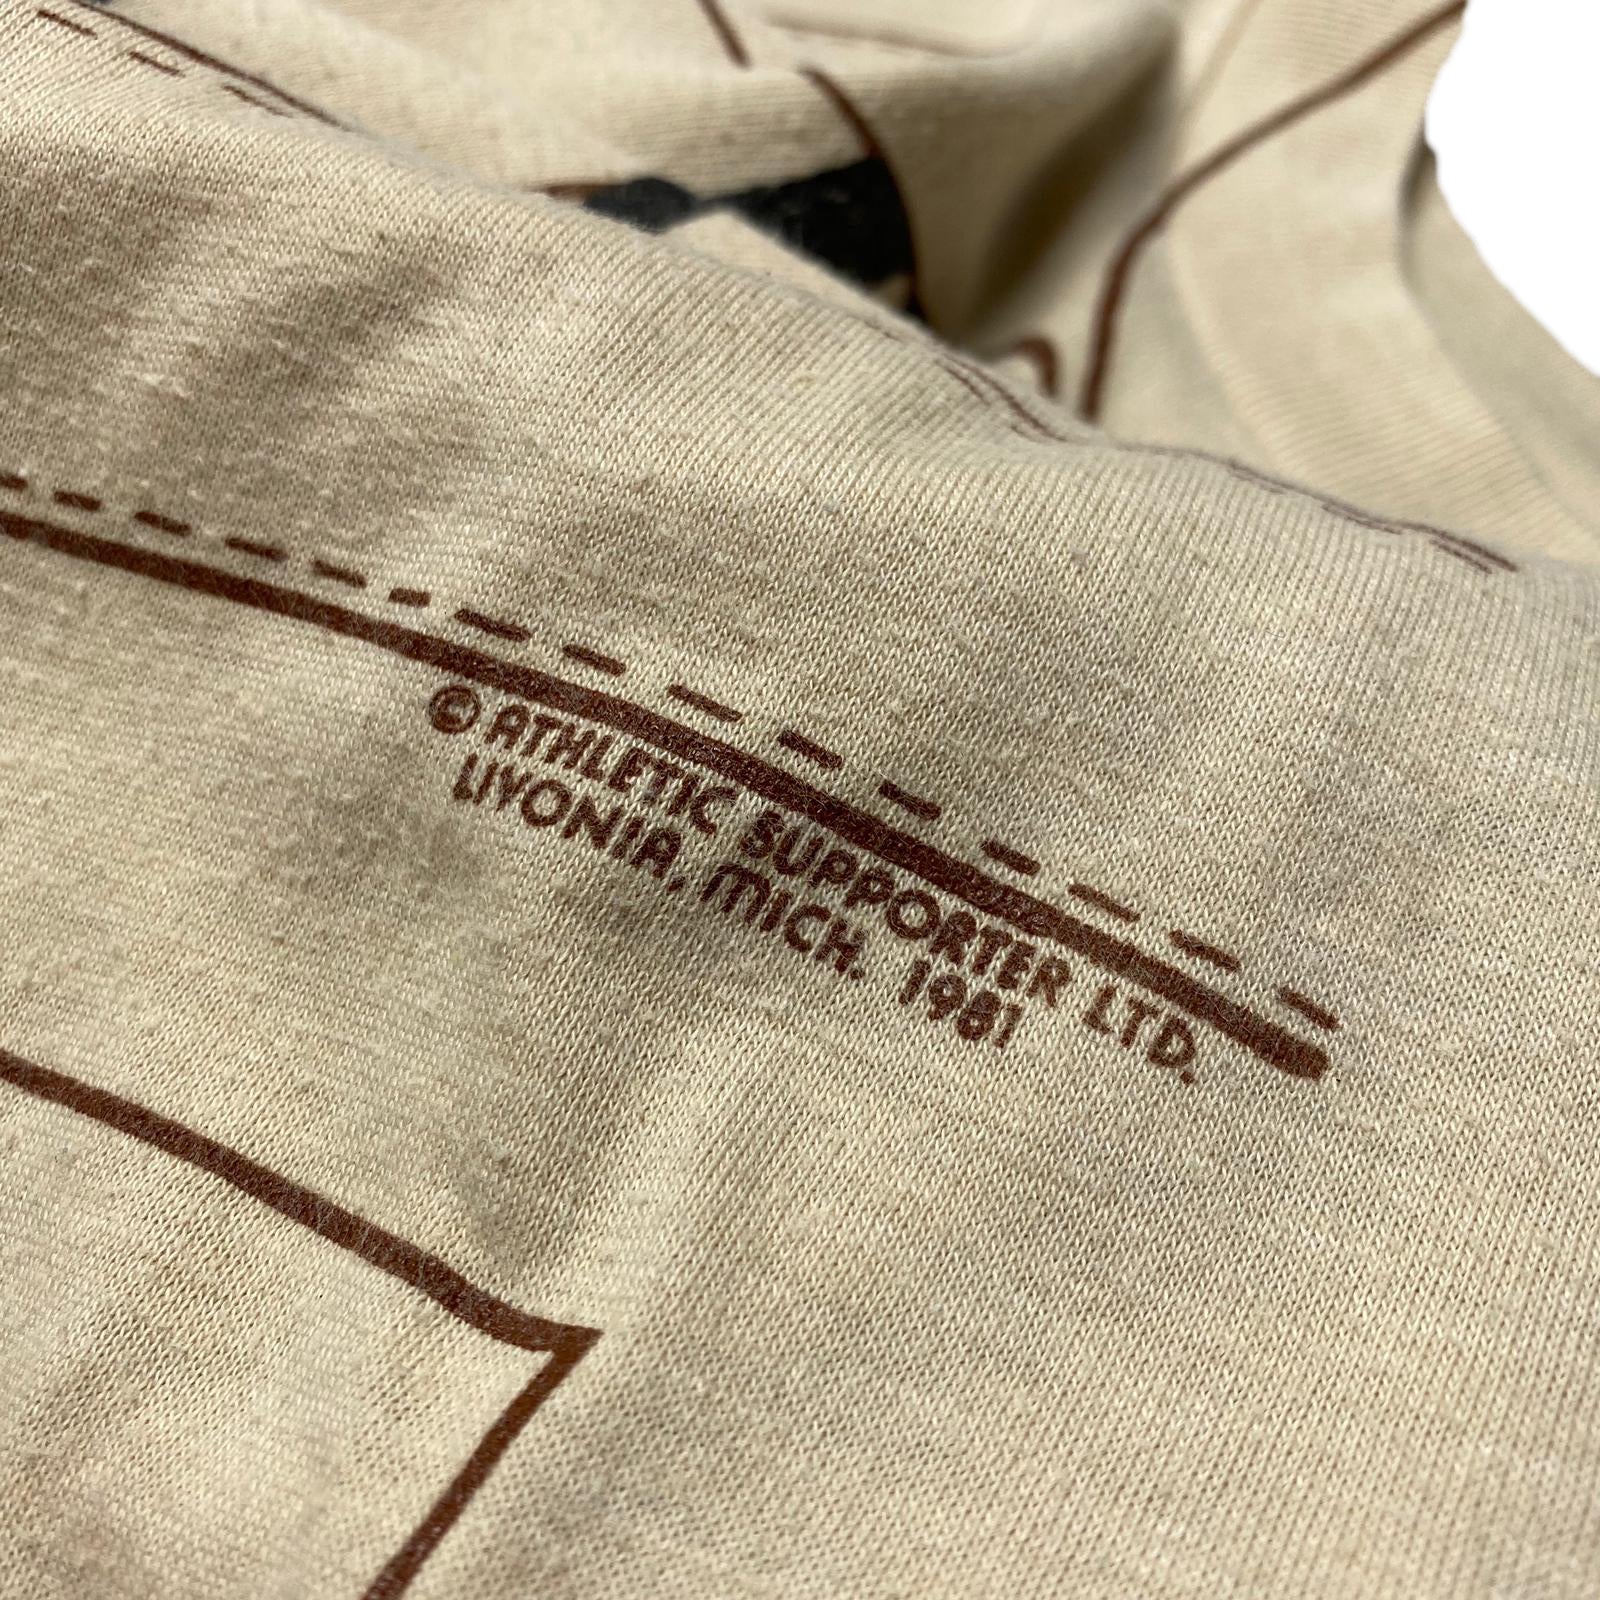 © ATHLETIC SUPPORTER LTD.
LIVONIA, MICH. 1981